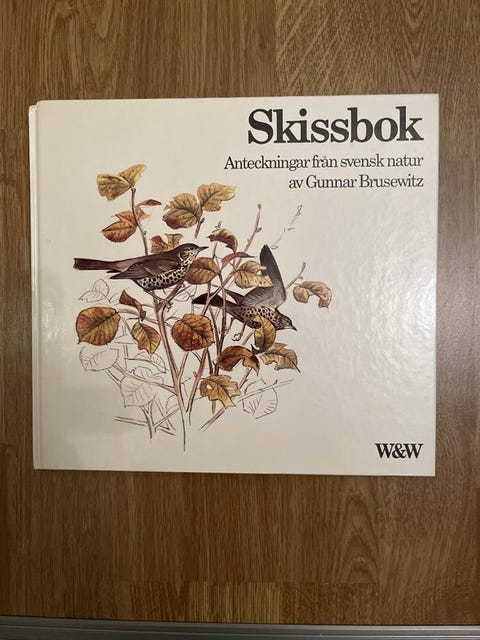 Skissbok
Anteckningar från svensk natur
av Gunnar Brusewitz
W&W